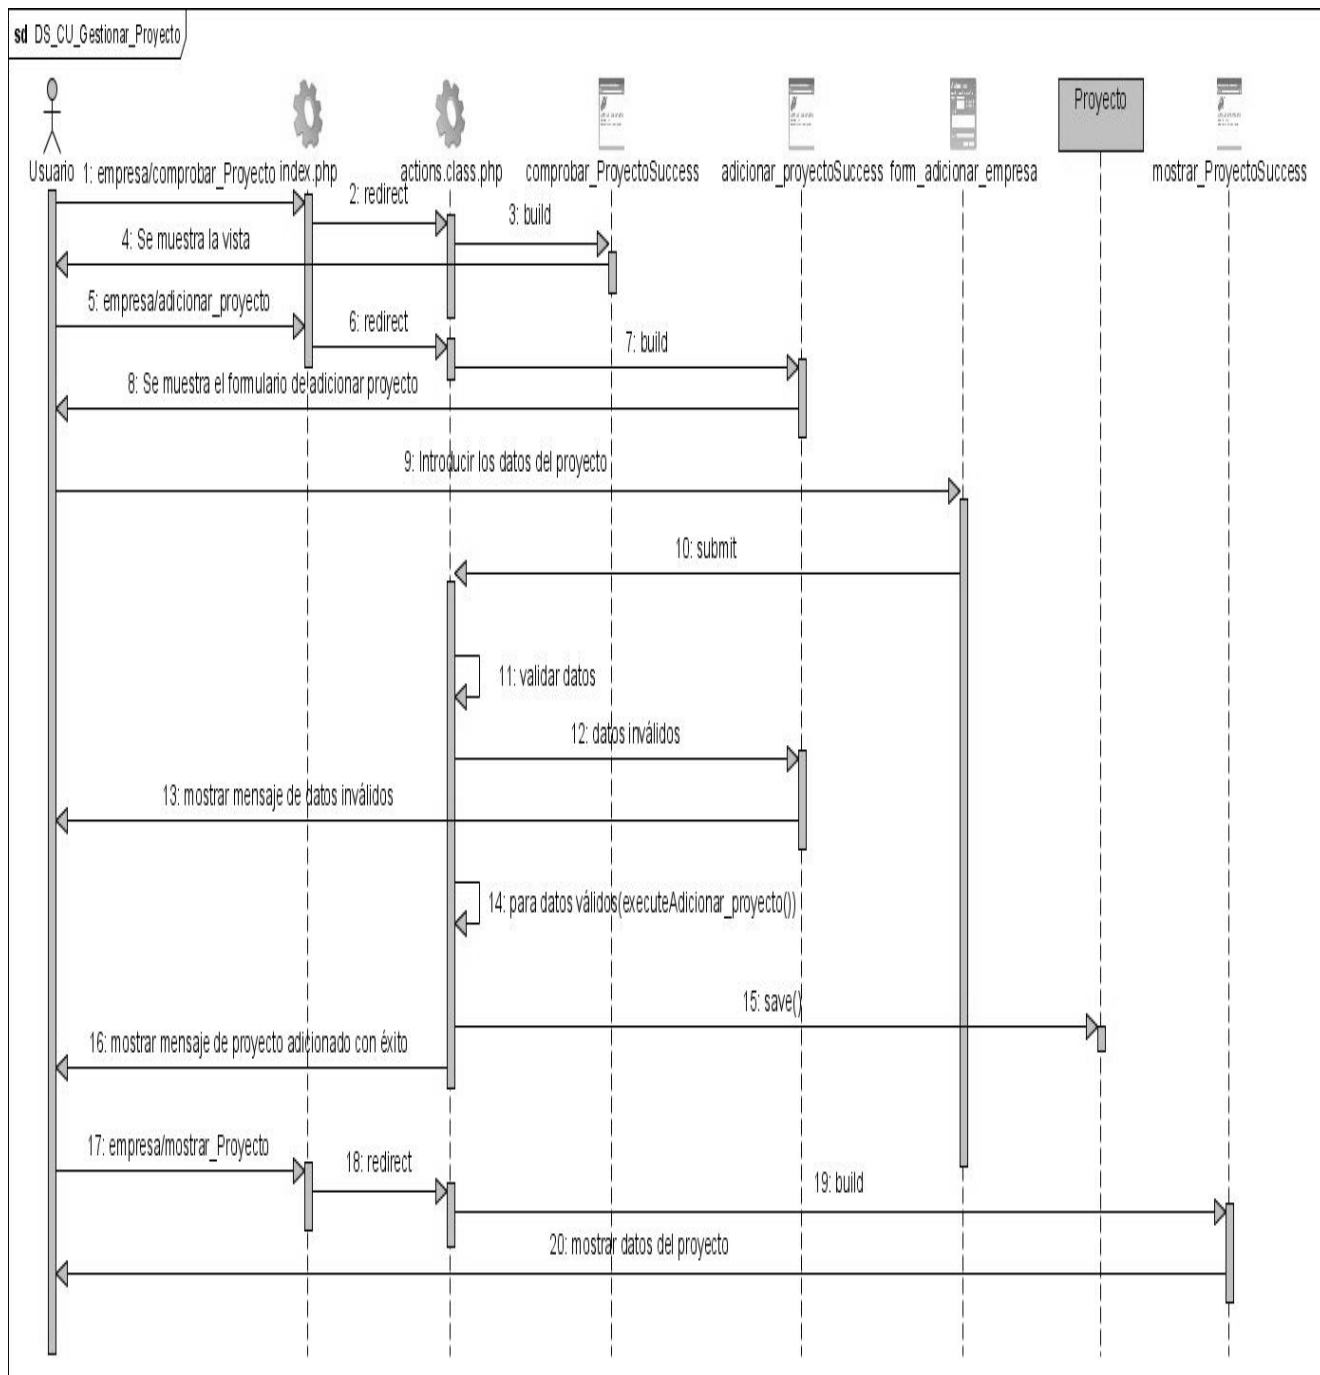 sd DS_CU_Gestionar_Proyecto
Usuario
index.php
actions.class.php
comprobar_ProyectoSuccess
adicionar_proyectoSuccess
form_adicionar_empresa
Proyecto
mostrar_ProyectoSuccess
1: empresa/comprobar_Proyecto
2: redirect
3: build
4: Se muestra la vista
5: empresa/adicionar_proyecto
6: redirect
7: build
8: Se muestra el formulario de adicionar proyecto
9: Introducir los datos del proyecto
10: submit
11: validar datos
12: datos inválidos
13: mostrar mensaje de datos inválidos
14: para datos válidos(executeAdicionar_proyecto())
15: save()
16: mostrar mensaje de proyecto adicionado con éxito
17: empresa/mostrar_Proyecto
18: redirect
19: build
20: mostrar datos del proyecto